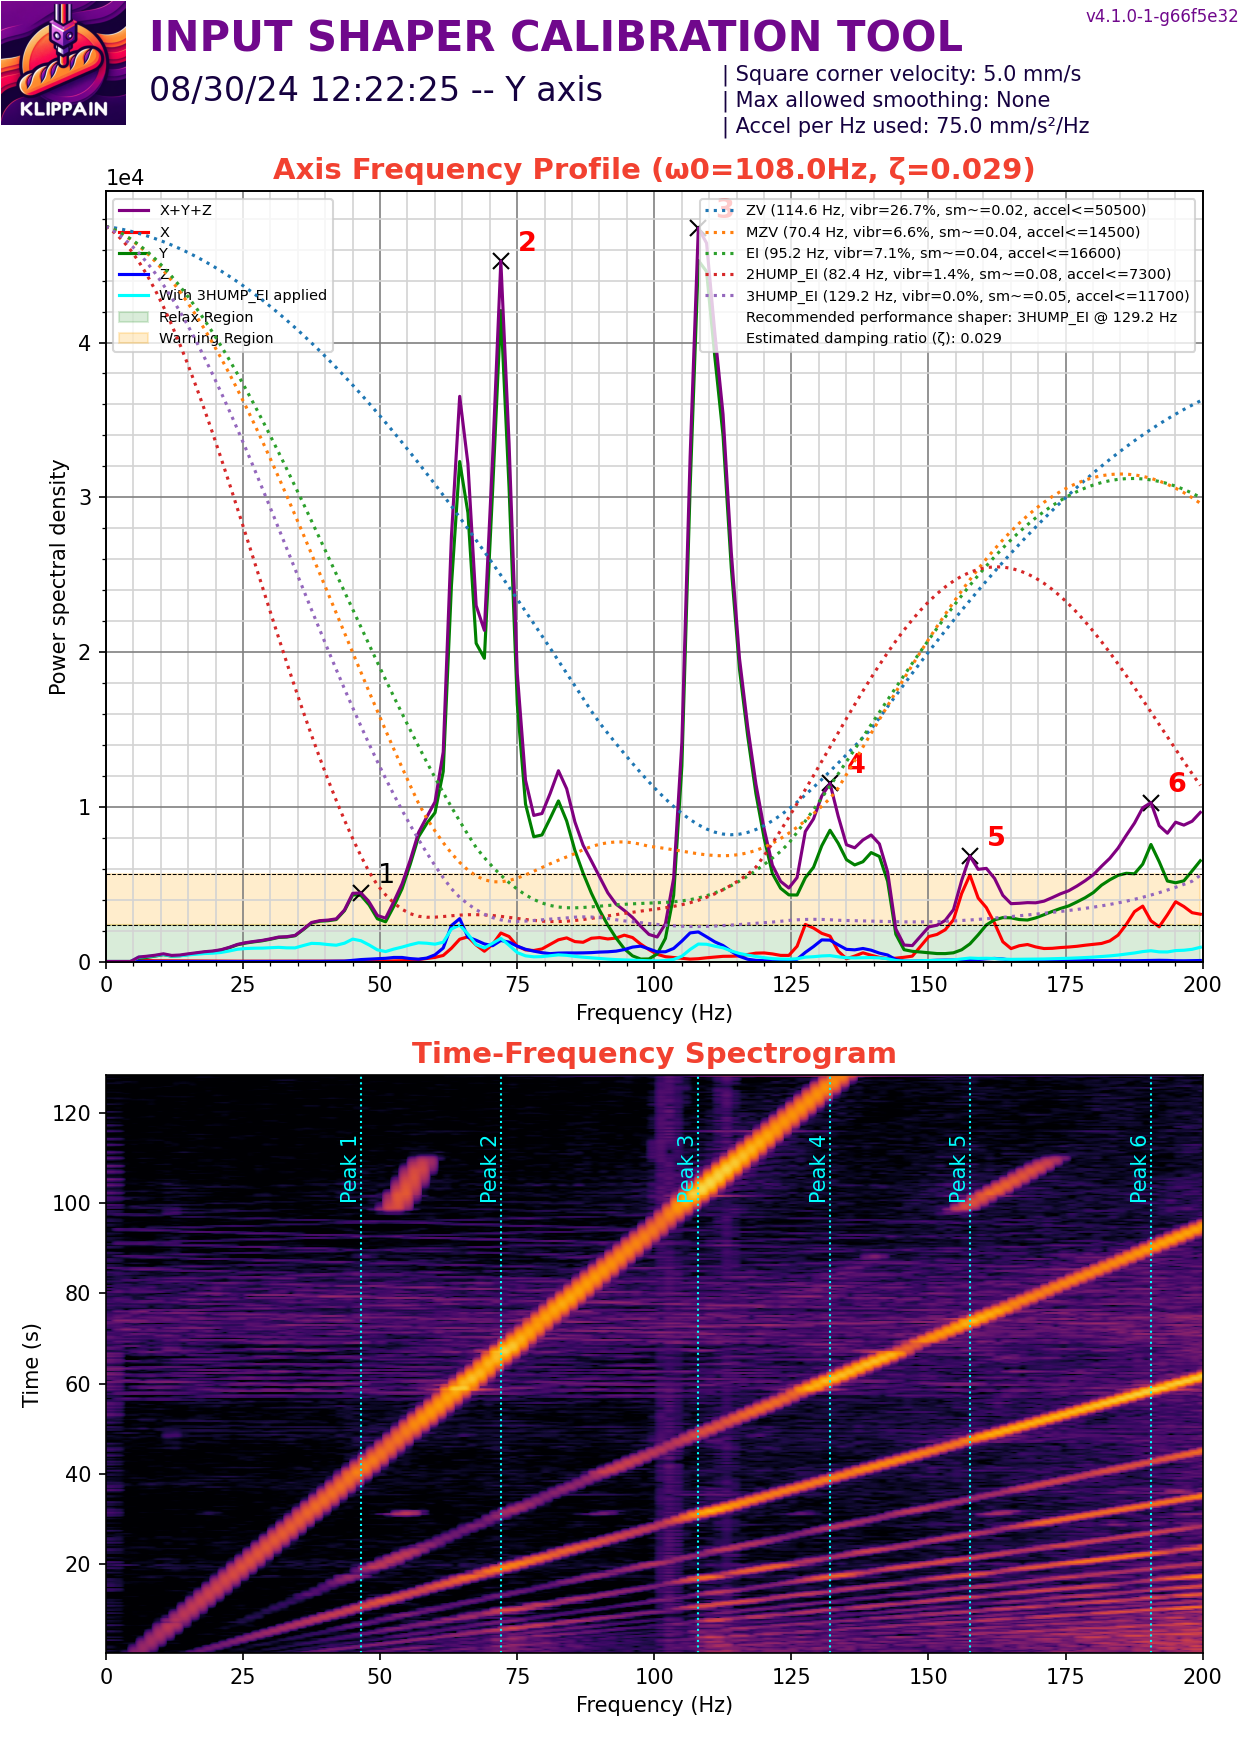 v4.1.0-1-g66f5e32
INPUT SHAPER CALIBRATION TOOL
08/30/24 12:22:25 -- Y axis
| Square corner velocity: 5.0 mm/s
| Max allowed smoothing: None
| Accel per Hz used: 75.0 mm/s²/Hz
KLIPPAIN
Axis Frequency Profile (ω0=108.0Hz, ζ=0.029)
1e4
X+Y+Z
X
Y
Z
With 3HUMP_EI applied
Relax Region
Warning Region
ZV (114.6 Hz, vibr=26.7%, sm~=0.02, accel<=50500)
MZV (70.4 Hz, vibr=6.6%, sm~=0.04, accel<=14500)
EI (95.2 Hz, vibr=7.1%, sm~=0.04, accel<=16600)
2HUMP_EI (82.4 Hz, vibr=1.4%, sm~=0.08, accel<=7300)
3HUMP_EI (129.2 Hz, vibr=0.0%, sm~=0.05, accel<=11700)
Recommended performance shaper: 3HUMP_EI @ 129.2 Hz
Estimated damping ratio (ζ): 0.029
1
2
3
4
5
6
Power spectral density
4
3
2
1
0
0 25 50 75 100 125 150 175 200
Frequency (Hz)
Time-Frequency Spectrogram
Time (s)
120
100
80
60
40
20
Peak 1
Peak 2
Peak 3
Peak 4
Peak 5
Peak 6
0 25 50 75 100 125 150 175 200
Frequency (Hz)